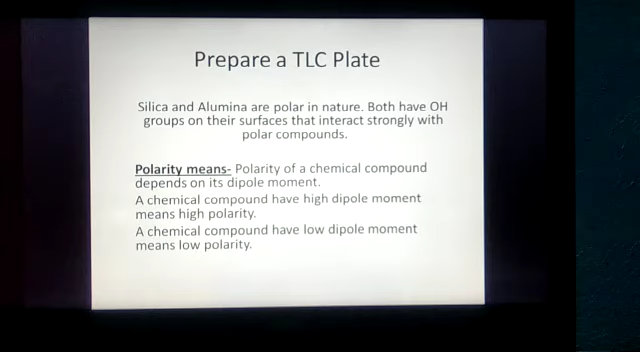 Prepare a TLC Plate
Silica and Alumina are polar in nature. Both have OH
groups on their surfaces that interact strongly with
polar compounds.
Polarity means- Polarity of a chemical compound
depends on its dipole moment.
A chemical compound have high dipole moment
means high polarity.
A chemical compound have low dipole moment
means low polarity.